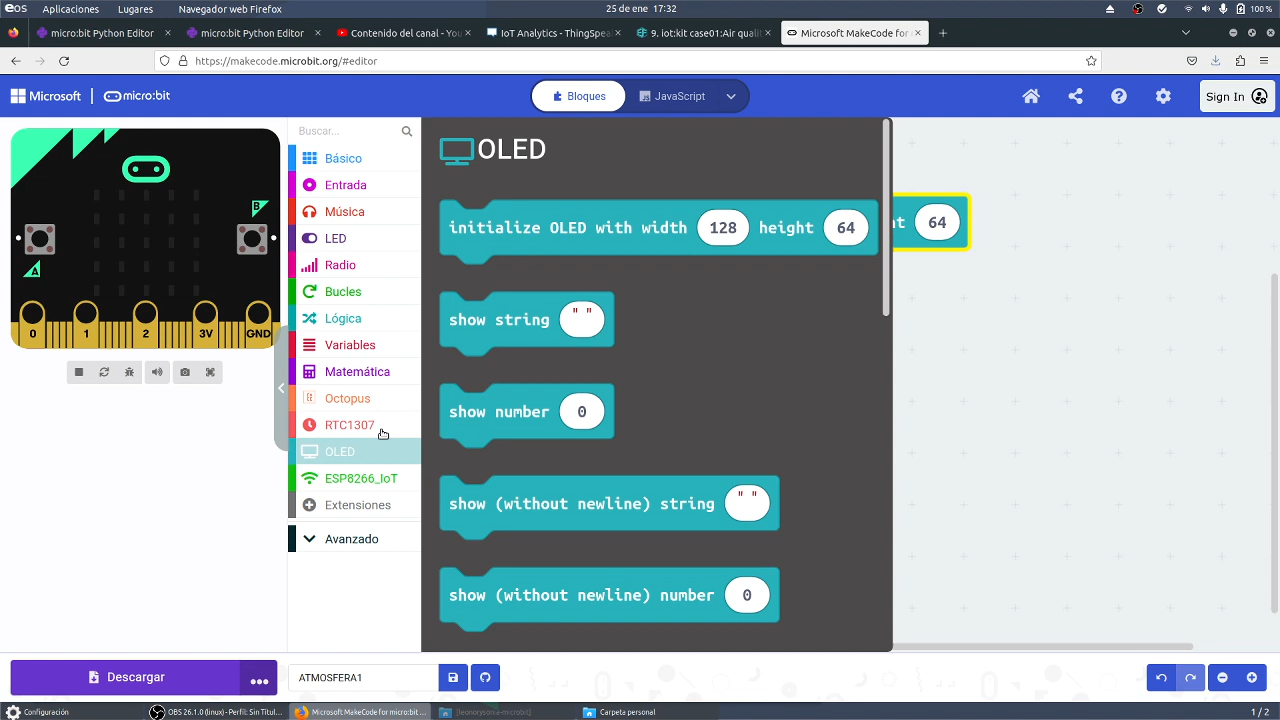 eos Aplicaciones Lugares Navegador web Firefox 25 de ene 17:32 100 %
micro:bit Python Editor micro:bit Python Editor Contenido del canal - You IoT Analytics - ThingSpea 9. iot:kit case01:Air quali Microsoft MakeCode for
https://makecode.microbit.org/#editor
Microsoft micro:bit Bloques JavaScript Sign In
Buscar...
Básico
Entrada
Música
LED
Radio
Bucles
Lógica
Variables
Matemática
Octopus
RTC1307
OLED
ESP8266_IoT
Extensiones
Avanzado
B
A
0 1 2 3V GND
OLED
initialize OLED with width 128 height 64
show string " "
show number 0
show (without newline) string " "
show (without newline) number 0
64
Descargar ... ATMOSFERA1
Configuración OBS 26.1.0 (linux) - Perfil: Sin Titul... Microsoft MakeCode for micro:bit ... Carpeta personal 1 / 2